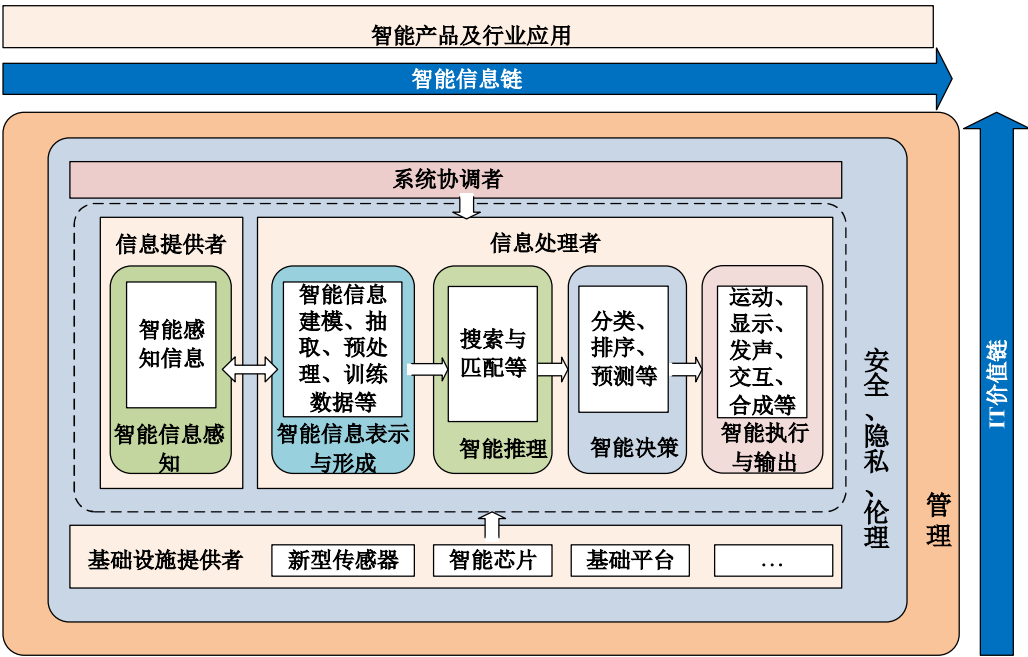 智能产品及行业应用
智能信息链
系统协调者
信息提供者
智能感
知信息
智能信息感
知
信息处理者
智能信息
建模、抽
取、预处
理、训练
数据等
智能信息表示
与形成
搜索与
匹配等
智能推理
分类、
排序、
预测等
智能决策
运动、
显示、
发声、
交互、
合成等
智能执行
与输出
基础设施提供者
新型传感器
智能芯片
基础平台
…
安全、隐私、伦理
管理
IT价值链